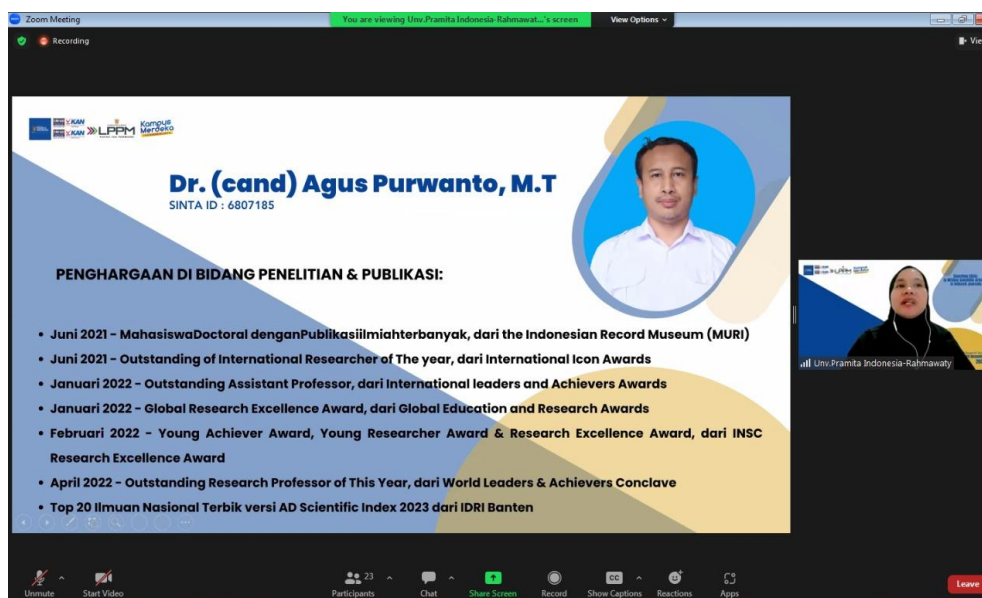 Zoom Meeting
You are viewing Unv.Pramita Indonesia-Rahmawat...'s screen
View Options
Recording
Vie
KAN
KAN
LPPM
Kampus
Merdeka
Dr. (cand) Agus Purwanto, M.T
SINTA ID : 6807185
PENGHARGAAN DI BIDANG PENELITIAN & PUBLIKASI:
• Juni 2021 – MahasiswaDoctoral denganPublikasiilmiahterbanyak, dari the Indonesian Record Museum (MURI)
• Juni 2021 – Outstanding of International Researcher of The year, dari International Icon Awards
• Januari 2022 – Outstanding Assistant Professor, dari International leaders and Achievers Awards
• Januari 2022 – Global Research Excellence Award, dari Global Education and Research Awards
• Februari 2022 – Young Achiever Award, Young Researcher Award & Research Excellence Award, dari INSC
Research Excellence Award
• April 2022 – Outstanding Research Professor of This Year, dari World Leaders & Achievers Conclave
• Top 20 Ilmuan Nasional Terbik versi AD Scientific Index 2023 dari IDRI Banten
Unv.Pramita Indonesia-Rahmawaty
Unmute
Start Video
23
Participants
Chat
Share Screen
Record
CC
Show Captions
Reactions
Apps
Leave